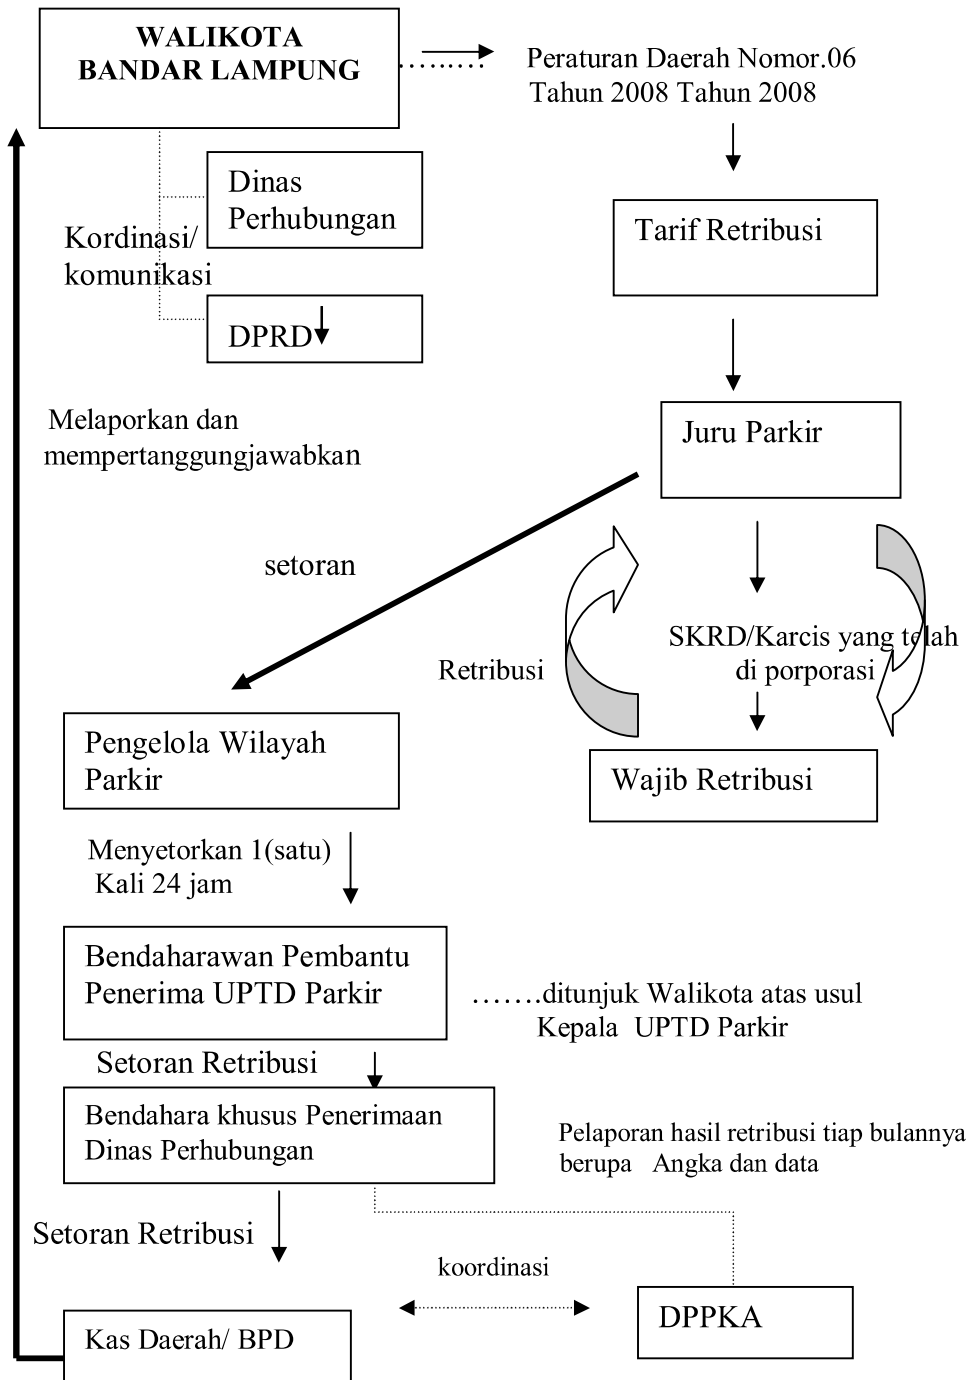 WALIKOTA
BANDAR LAMPUNG
………
Peraturan Daerah Nomor.06
Tahun 2008 Tahun 2008
Dinas
Perhubungan
Tarif Retribusi
Kordinasi/
komunikasi
DPRD
Melaporkan dan
mempertanggungjawabkan
Juru Parkir
setoran
SKRD/Karcis yang telah
di porporasi
Retribusi
Pengelola Wilayah
Parkir
Wajib Retribusi
Menyetorkan 1(satu)
Kali 24 jam
Bendaharawan Pembantu
Penerima UPTD Parkir
…….ditunjuk Walikota atas usul
Kepala UPTD Parkir
Setoran Retribusi
Bendahara khusus Penerimaan
Dinas Perhubungan
Pelaporan hasil retribusi tiap bulannya
berupa Angka dan data
Setoran Retribusi
koordinasi
DPPKA
Kas Daerah/ BPD